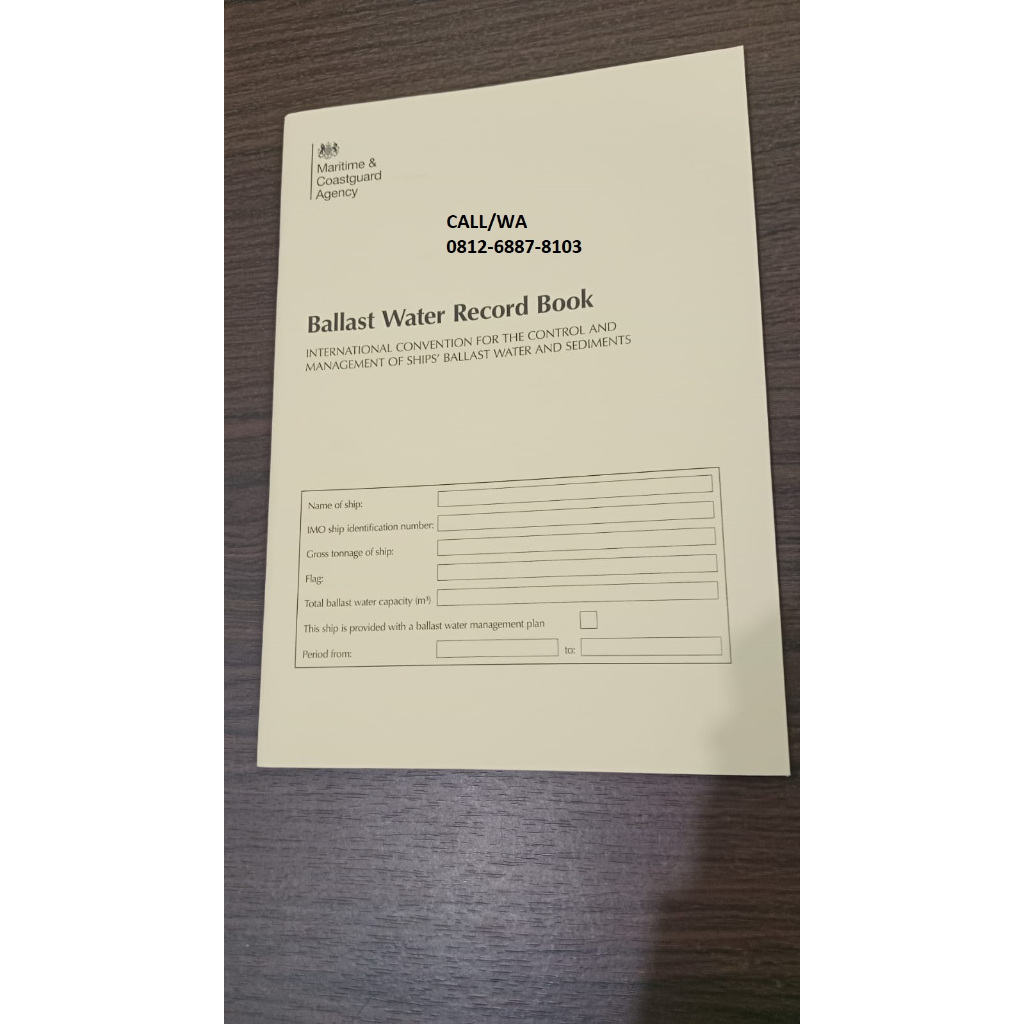 Maritime &
Coastguard
Agency
CALL/WA
0812-6887-8103
Ballast Water Record Book
INTERNATIONAL CONVENTION FOR THE CONTROL AND
MANAGEMENT OF SHIPS' BALLAST WATER AND SEDIMENTS
Name of ship:
IMO ship identification number:
Gross tonnage of ship:
Flag:
Total ballast water capacity (m³)
This ship is provided with a ballast water management plan
Period from: to: